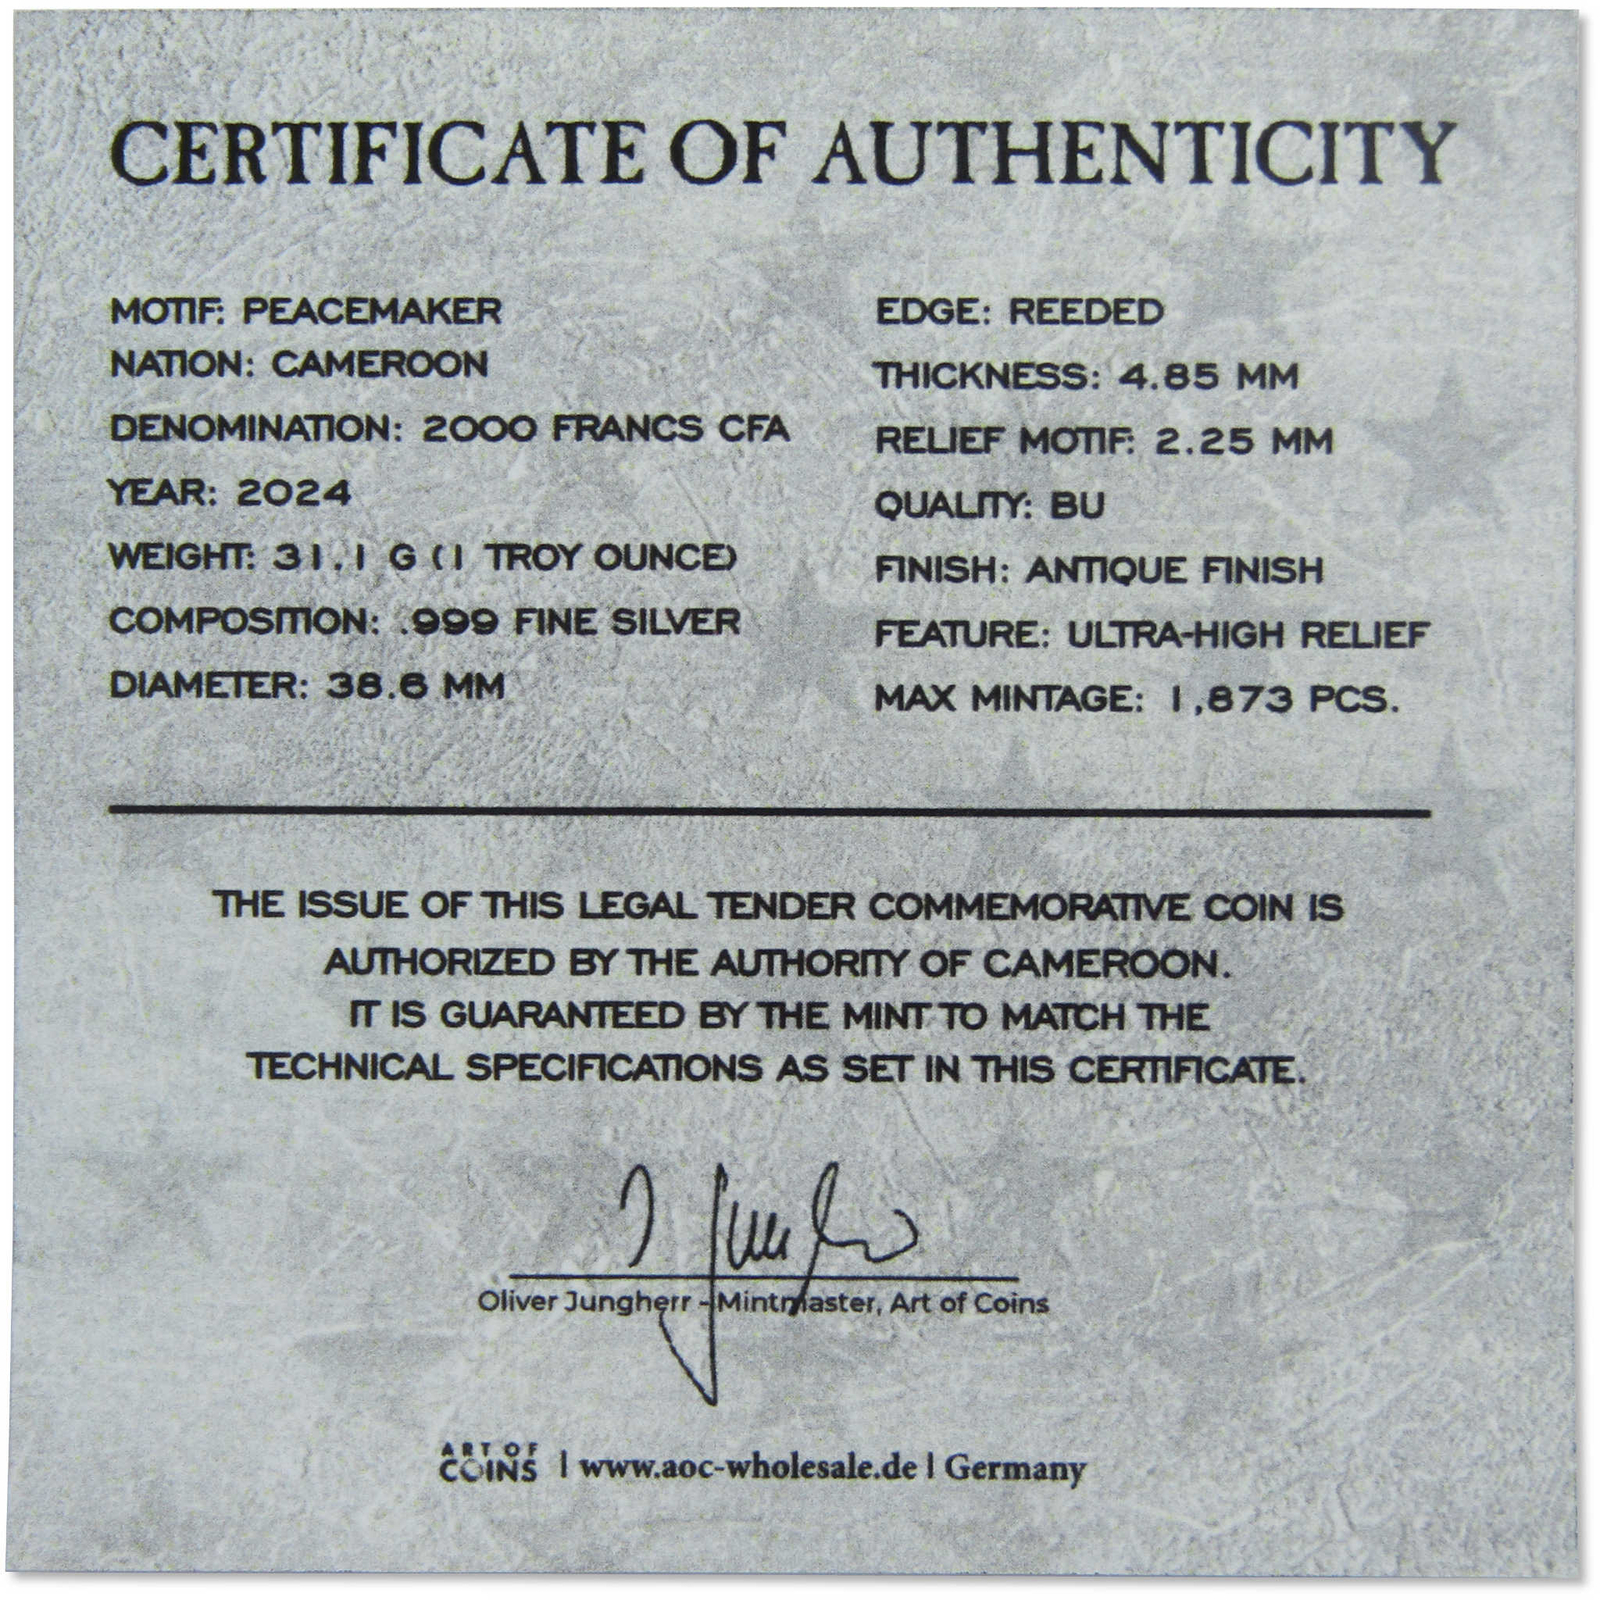 CERTIFICATE OF AUTHENTICITY
MOTIF: PEACEMAKER
NATION: CAMEROON
DENOMINATION: 2000 FRANCS CFA
YEAR: 2024
WEIGHT: 31.1 G (1 TROY OUNCE)
COMPOSITION: .999 FINE SILVER
DIAMETER: 38.6 MM
EDGE: REEDED
THICKNESS: 4.85 MM
RELIEF MOTIF: 2.25 MM
QUALITY: BU
FINISH: ANTIQUE FINISH
FEATURE: ULTRA-HIGH RELIEF
MAX MINTAGE: 1,873 PCS.
THE ISSUE OF THIS LEGAL TENDER COMMEMORATIVE COIN IS
AUTHORIZED BY THE AUTHORITY OF CAMEROON.
IT IS GUARANTEED BY THE MINT TO MATCH THE
TECHNICAL SPECIFICATIONS AS SET IN THIS CERTIFICATE.
Oliver Jungherr - Mintmaster, Art of Coins
ART OF
COINS | www.aoc-wholesale.de | Germany